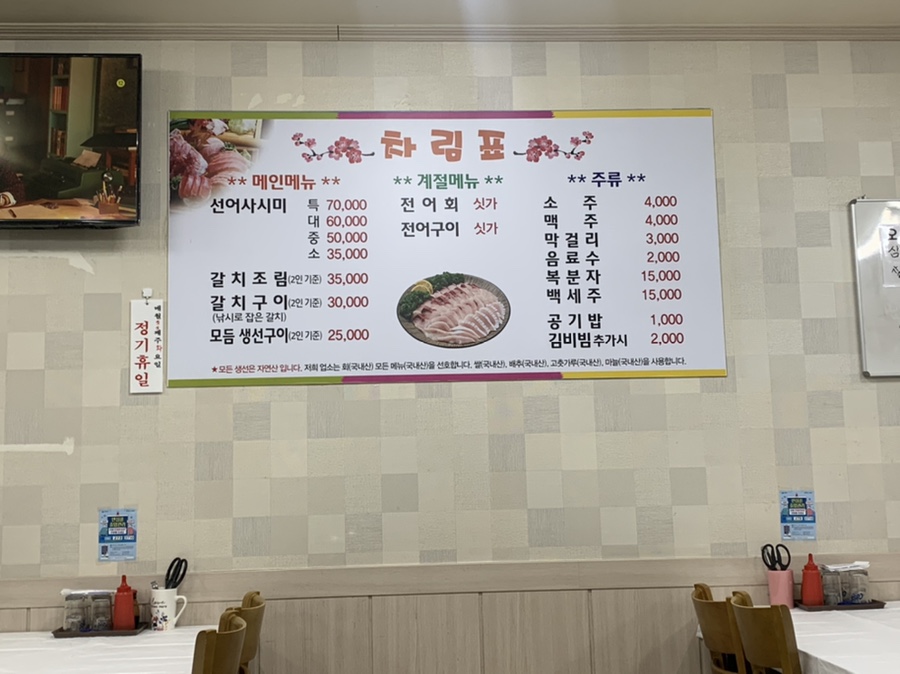 차림표
** 메인메뉴 **
선어사시미 특 70,000
대 60,000
중 50,000
소 35,000
갈치조림(2인 기준) 35,000
갈치구이(2인 기준) 30,000
(낚시로 잡은 갈치)
모듬 생선구이(2인 기준) 25,000
** 계절메뉴 **
전어회 싯가
전어구이 싯가
** 주류 **
소주 4,000
맥주 4,000
막걸리 3,000
음료수 2,000
복분자 15,000
백세주 15,000
공기밥 1,000
김비빔 추가시 2,000
★모든 생선은 자연산 입니다. 저희 업소는 회(국내산) 모든 메뉴(국내산)을 선호합니다. 쌀(국내산), 배추(국내산), 고춧가루(국내산), 마늘(국내산)을 사용합니다.
정기휴일